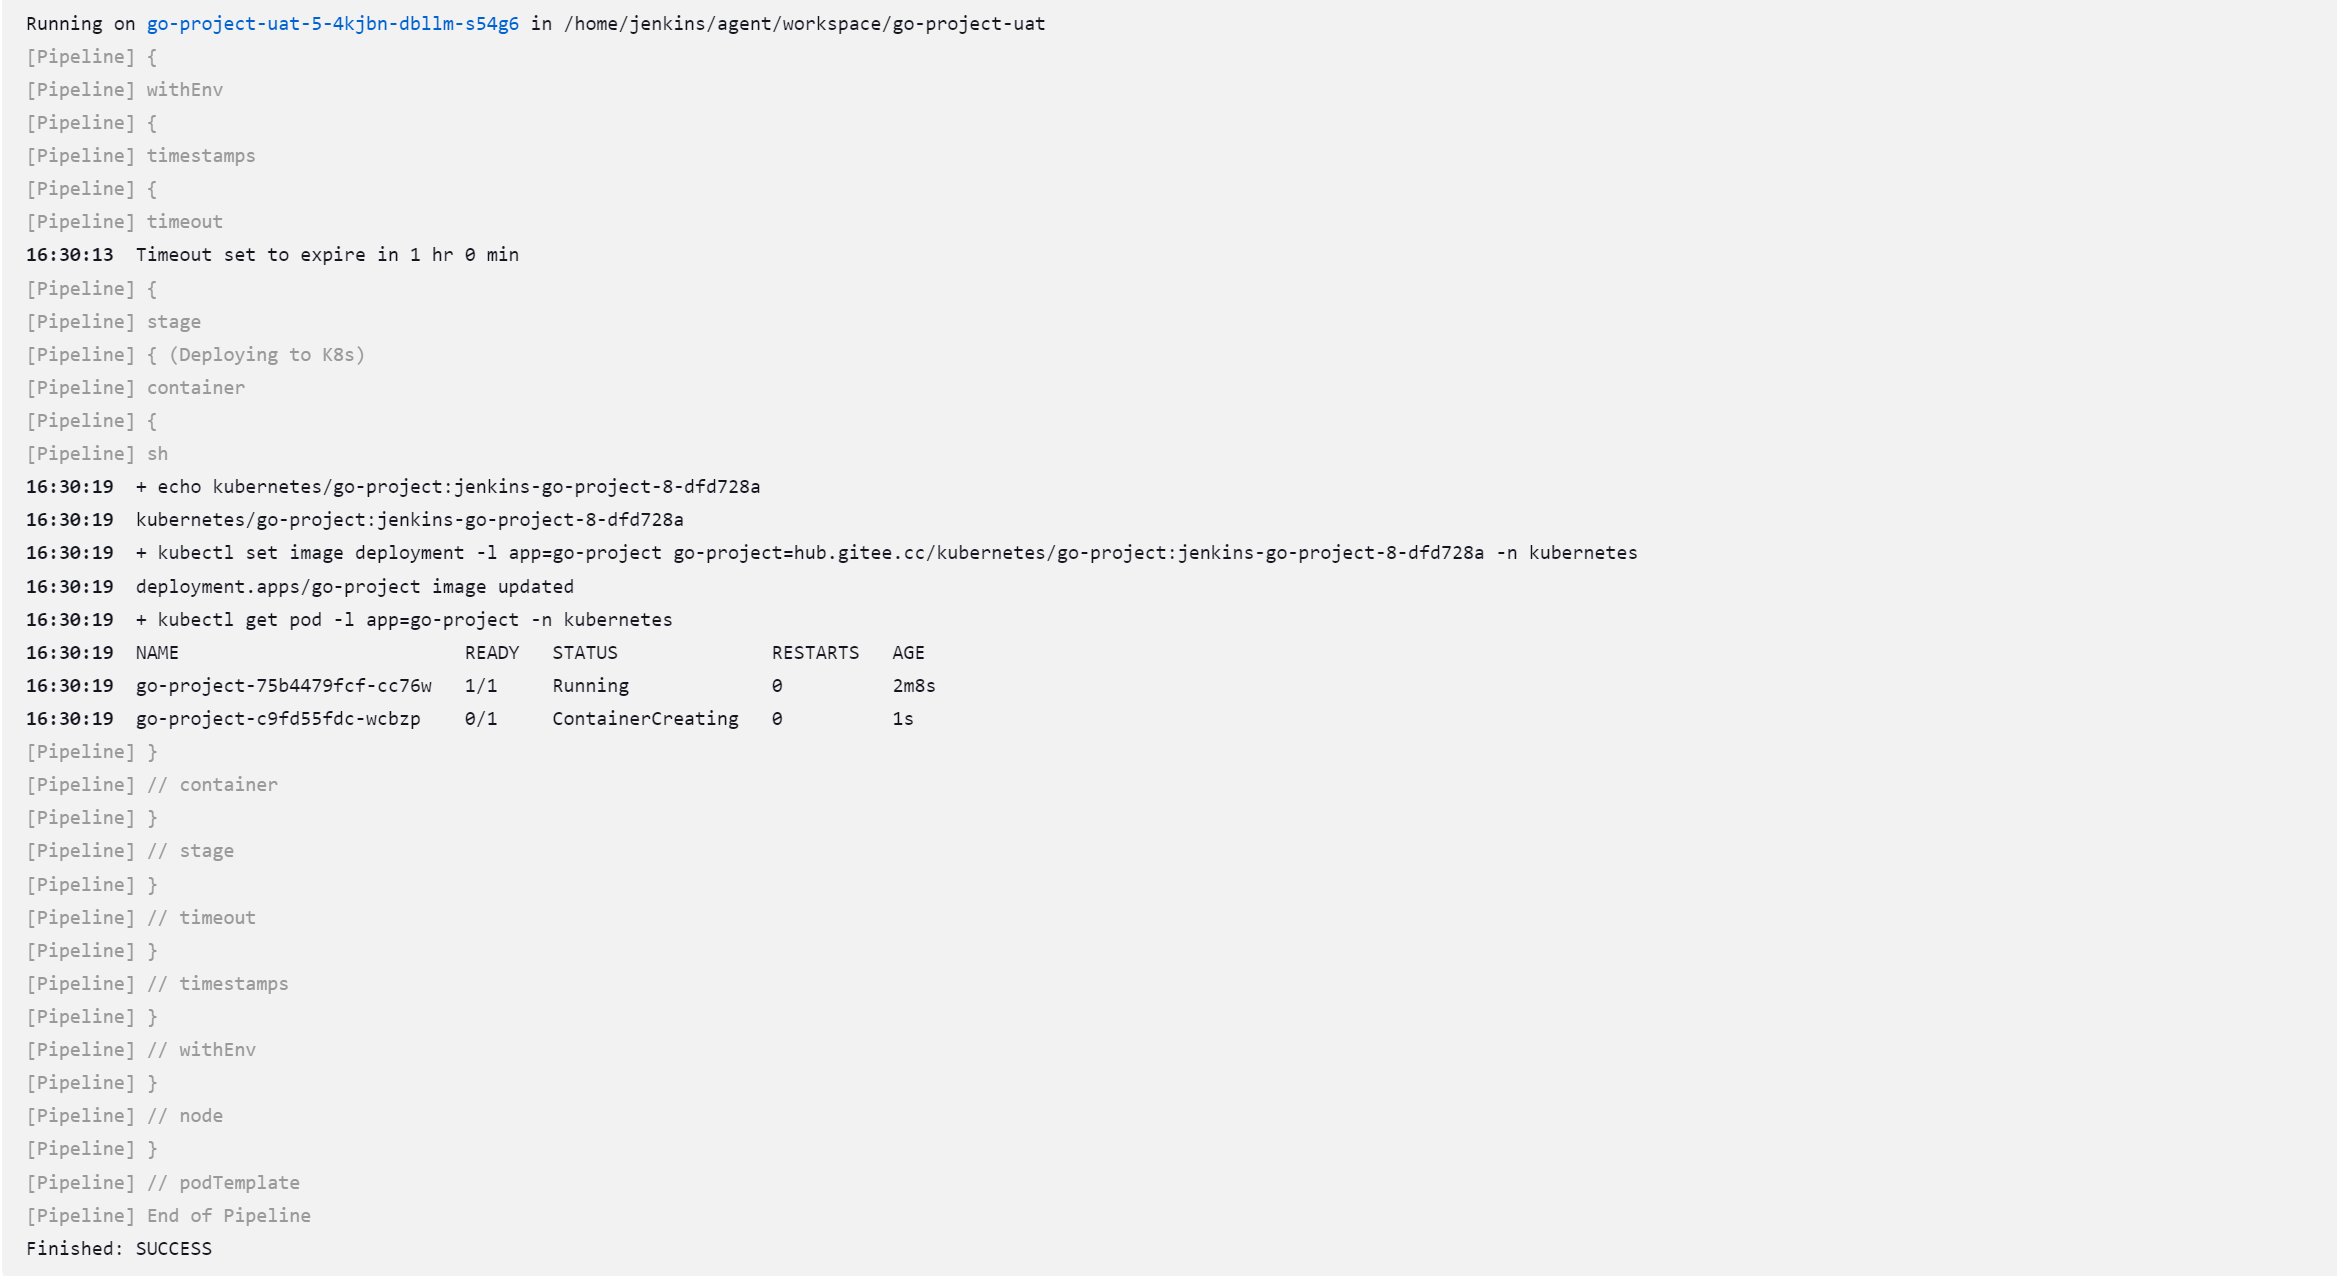 Running on go-project-uat-5-4kjbn-dbllm-s54g6 in /home/jenkins/agent/workspace/go-project-uat
[Pipeline] {
[Pipeline] withEnv
[Pipeline] {
[Pipeline] timestamps
[Pipeline] {
[Pipeline] timeout
16:30:13  Timeout set to expire in 1 hr 0 min
[Pipeline] {
[Pipeline] stage
[Pipeline] { (Deploying to K8s)
[Pipeline] container
[Pipeline] {
[Pipeline] sh
16:30:19  + echo kubernetes/go-project:jenkins-go-project-8-dfd728a
16:30:19  kubernetes/go-project:jenkins-go-project-8-dfd728a
16:30:19  + kubectl set image deployment -l app=go-project go-project=hub.gitee.cc/kubernetes/go-project:jenkins-go-project-8-dfd728a -n kubernetes
16:30:19  deployment.apps/go-project image updated
16:30:19  + kubectl get pod -l app=go-project -n kubernetes
16:30:19  NAME                          READY   STATUS              RESTARTS   AGE
16:30:19  go-project-75b4479fcf-cc76w   1/1     Running             0          2m8s
16:30:19  go-project-c9fd55fdc-wcbzp    0/1     ContainerCreating   0          1s
[Pipeline] }
[Pipeline] // container
[Pipeline] }
[Pipeline] // stage
[Pipeline] }
[Pipeline] // timeout
[Pipeline] }
[Pipeline] // timestamps
[Pipeline] }
[Pipeline] // withEnv
[Pipeline] }
[Pipeline] // node
[Pipeline] }
[Pipeline] // podTemplate
[Pipeline] End of Pipeline
Finished: SUCCESS